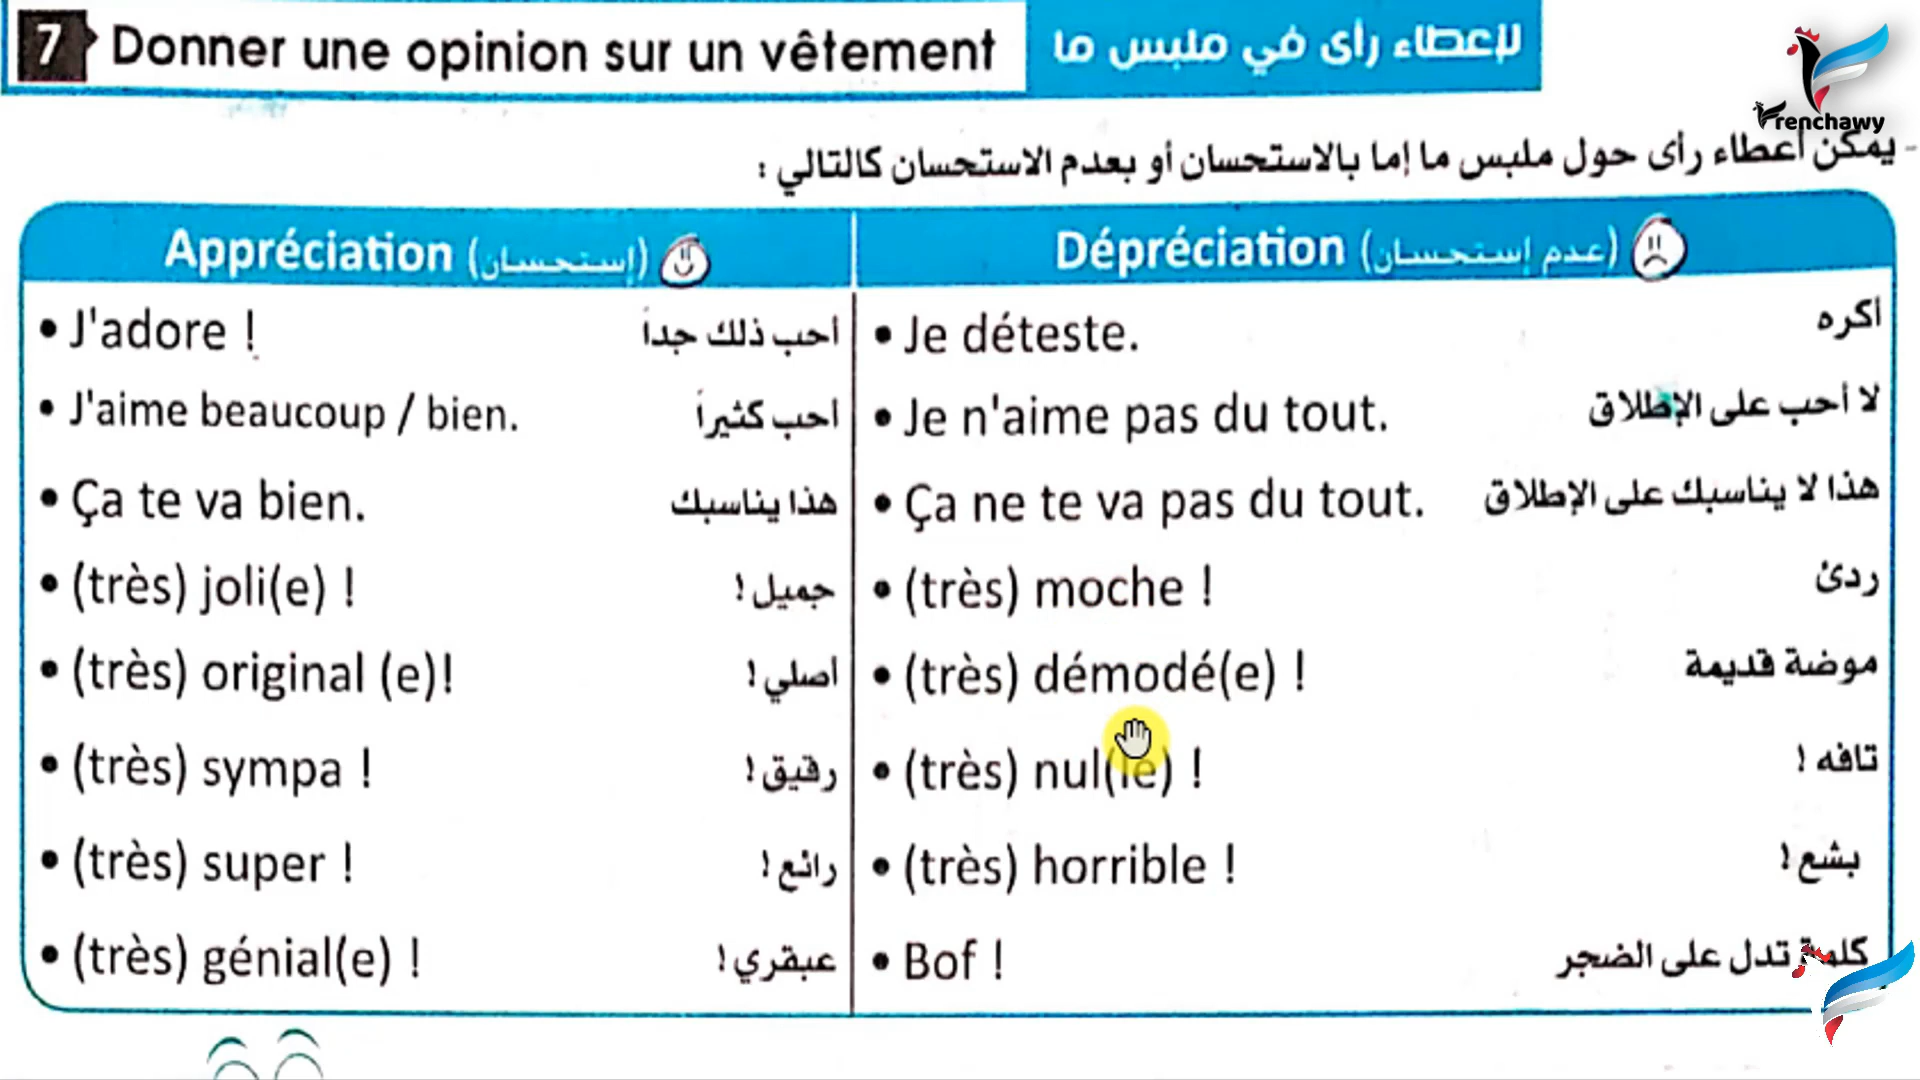 7 Donner une opinion sur un vêtement لإعطاء رأى في ملبس ما
Frenchawy
- يمكن أعطاء رأى حول ملبس ما إما بالاستحسان أو بعدم الاستحسان كالتالي :
Appréciation (إستحسان) Dépréciation (عدم إستحسان)
• J'adore ! أحب ذلك جداً • Je déteste. أكره
• J'aime beaucoup / bien. أحب كثيراً • Je n'aime pas du tout. لا أحب على الإطلاق
• Ça te va bien. هذا يناسبك • Ça ne te va pas du tout. هذا لا يناسبك على الإطلاق
• (très) joli(e) ! جميل ! • (très) moche ! ردئ
• (très) original (e)! أصلي ! • (très) démodé(e) ! موضة قديمة
• (très) sympa ! رقيق ! • (très) nul(le) ! تافه !
• (très) super ! رائع ! • (très) horrible ! بشع !
• (très) génial(e) ! عبقري ! • Bof ! كلمة تدل على الضجر